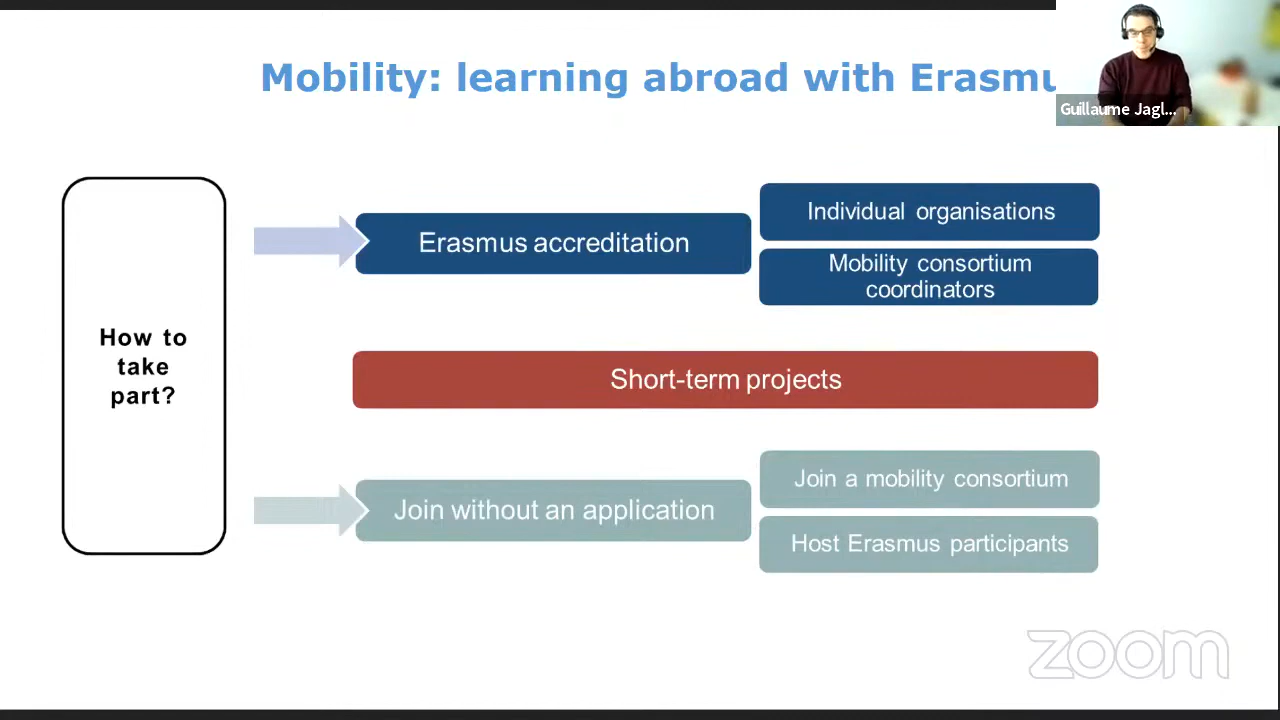 Mobility: learning abroad with Erasmu
Guillaume Jagl...
How to
take
part?
Erasmus accreditation
Individual organisations
Mobility consortium
coordinators
Short-term projects
Join without an application
Join a mobility consortium
Host Erasmus participants
zoom